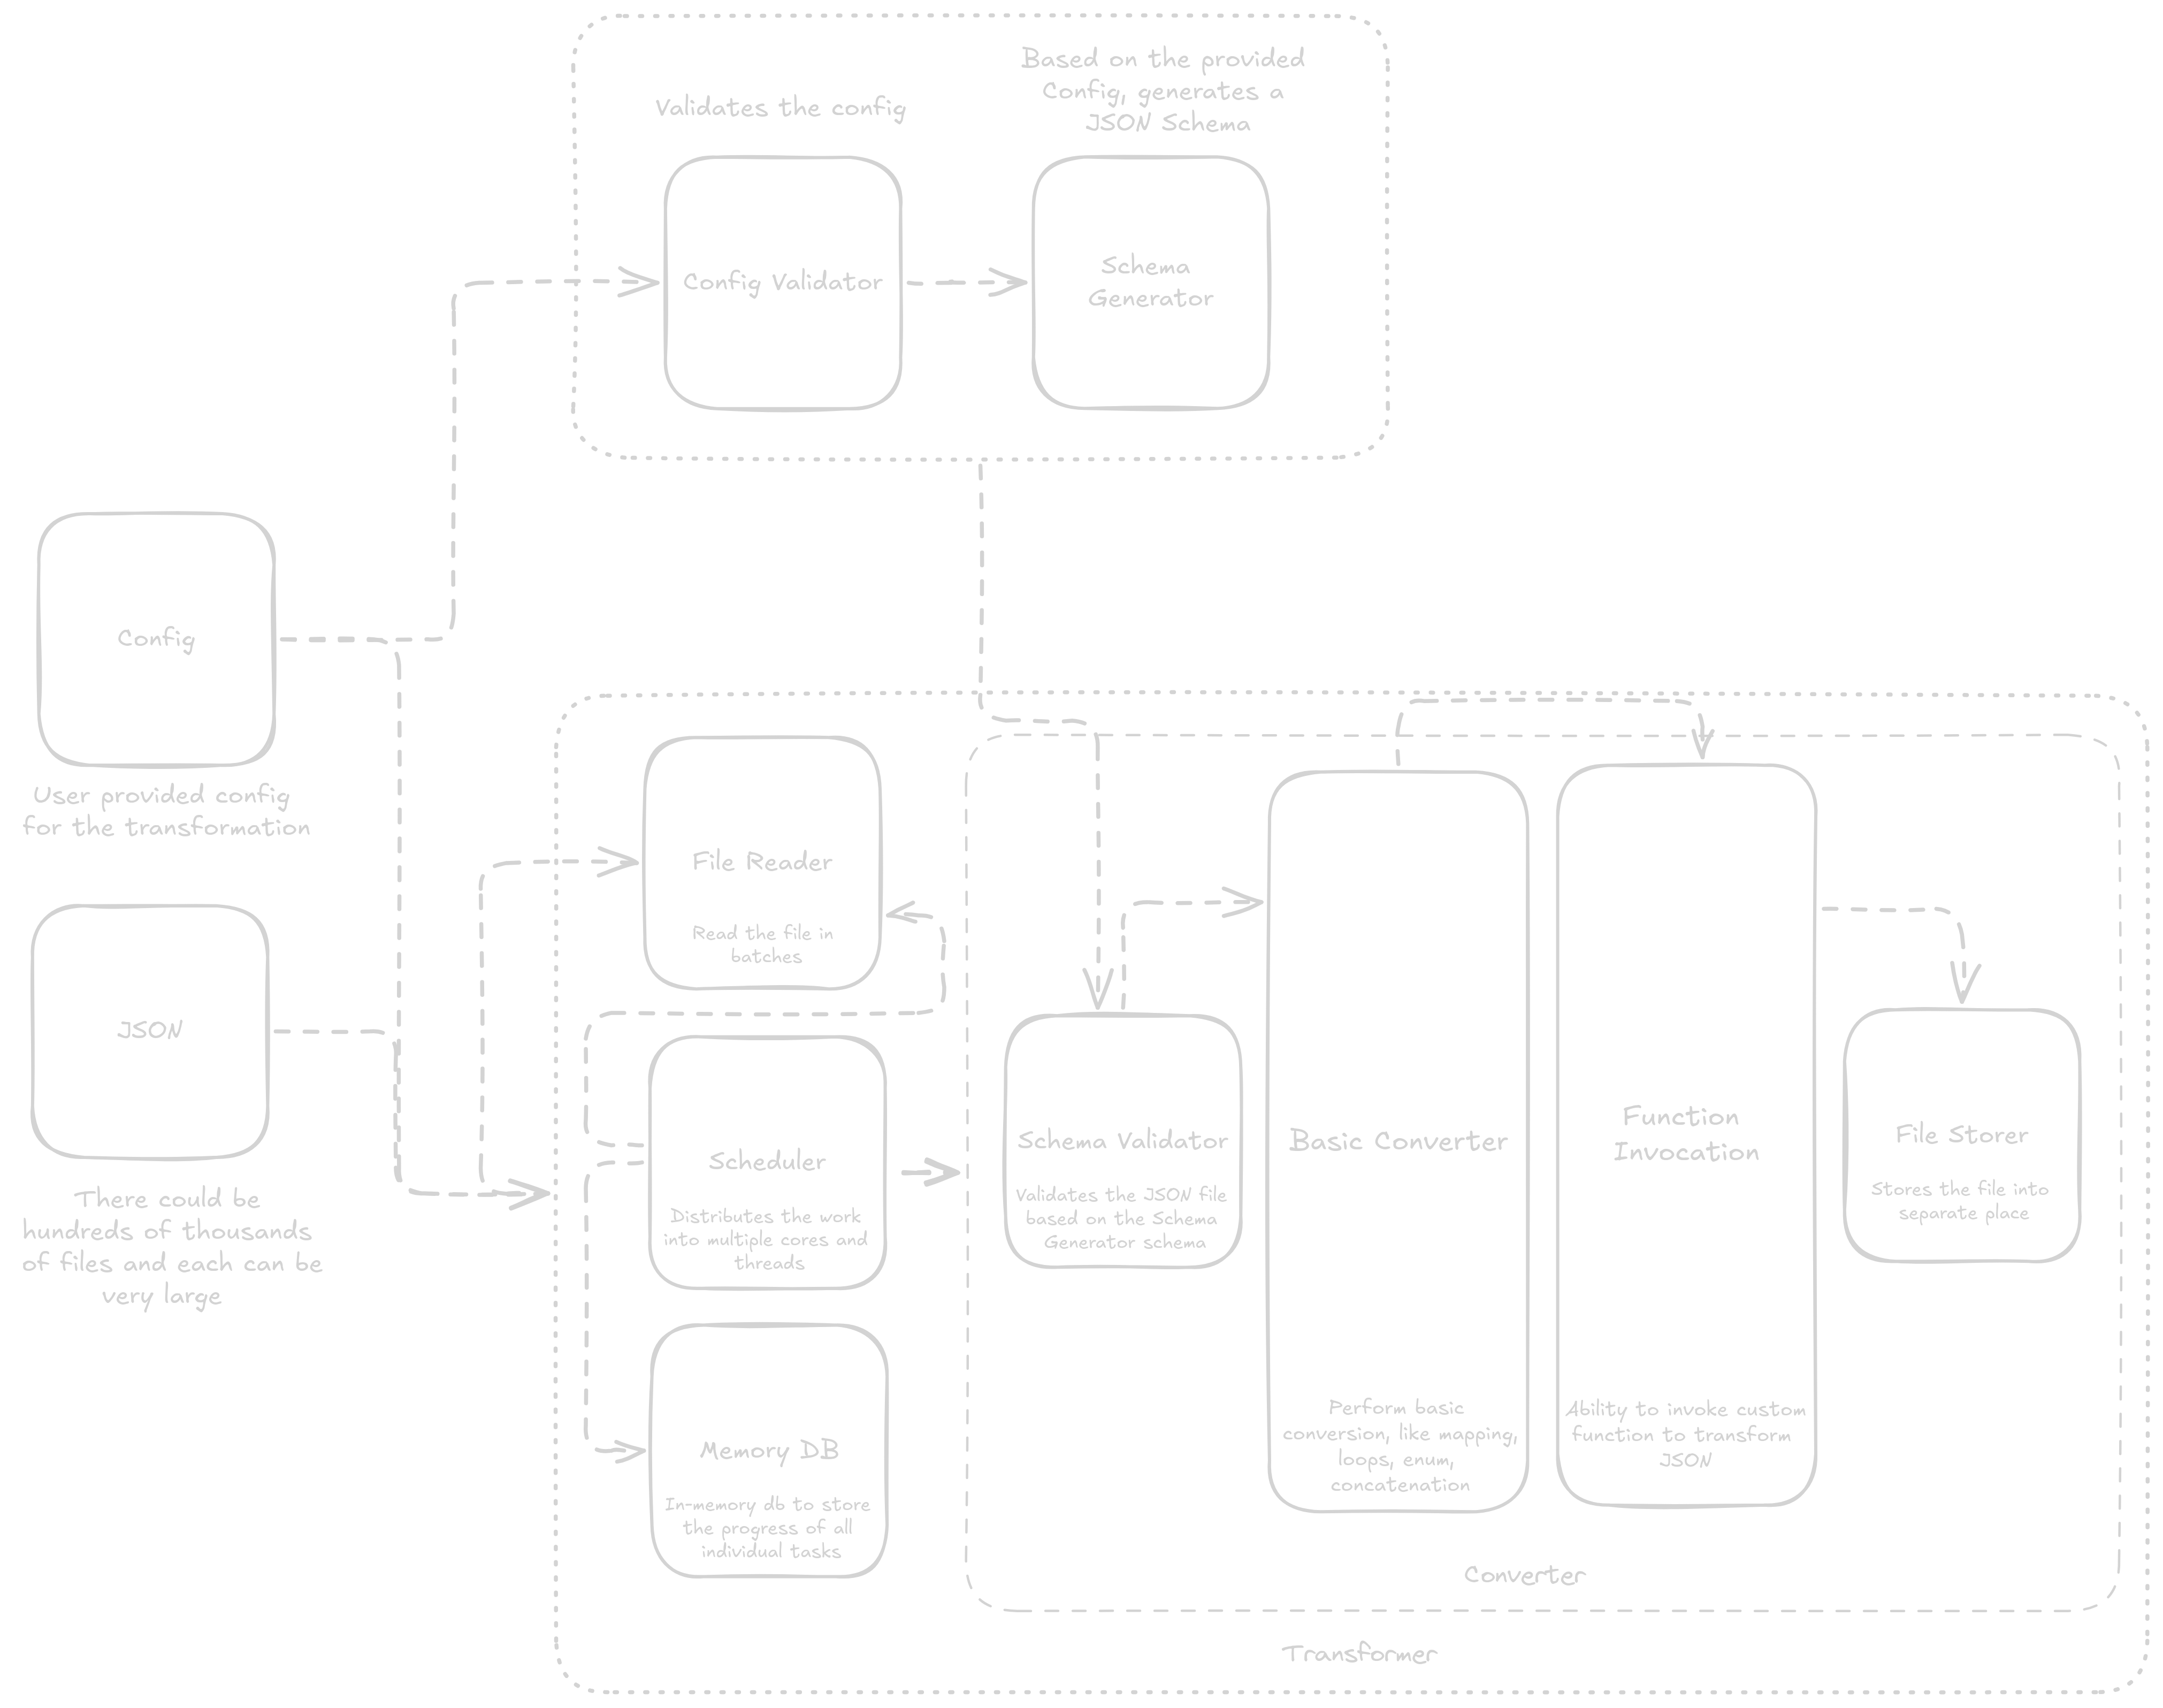 Validates the config
Based on the provided
Config, generates a
JSON Schema
Config Validator
Schema
Generator
Config
User provided config
for the transformation
JSON
There could be
hundreds of thousands
of files and each can be
very large
File Reader
Read the file in
batches
Scheduler
Distributes the work
into multiple cores and
threads
Memory DB
In-memory db to store
the progress of all
individual tasks
Schema Validator
Validates the JSON file
based on the Schema
Generator schema
Basic Converter
Perform basic
conversion, like mapping,
loops, enum,
concatenation
Function
Invocation
Ability to invoke custom
function to transform
JSON
File Storer
Stores the file into
separate place
Converter
Transformer